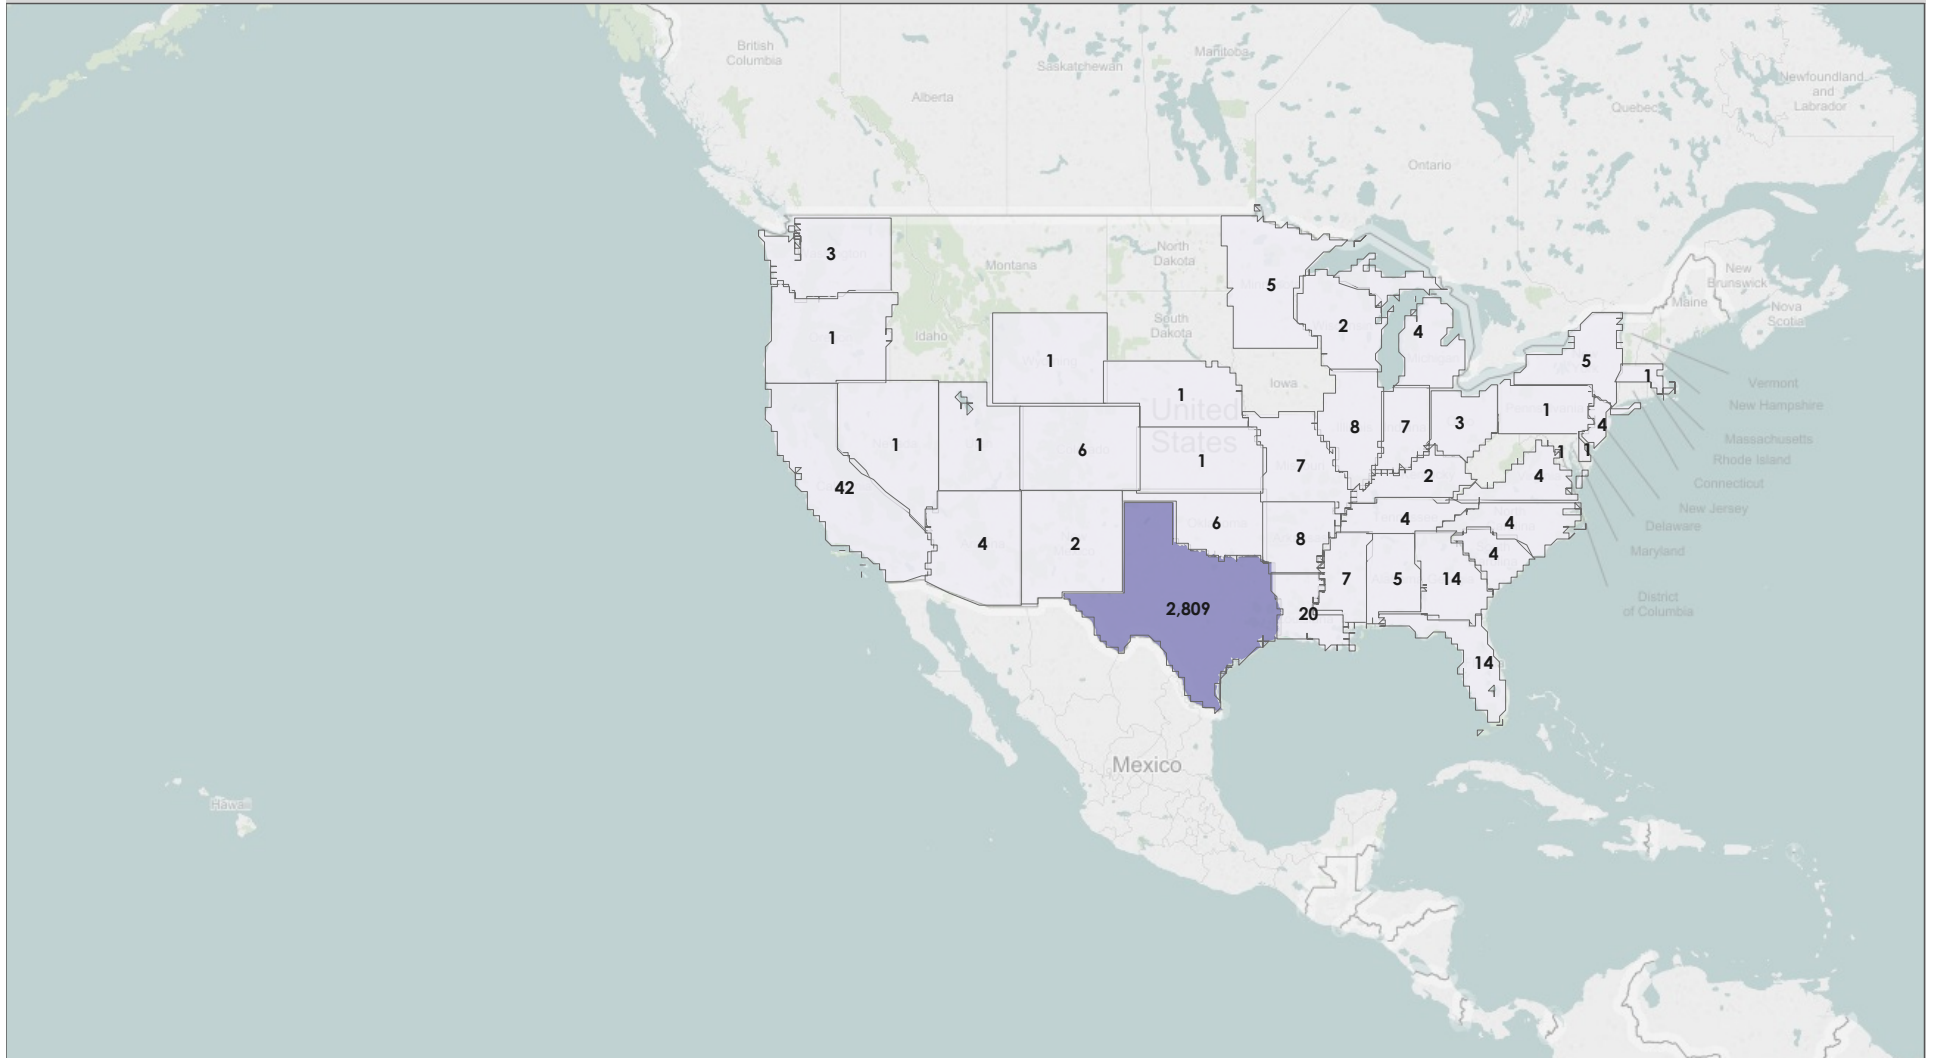 British
Columbia
Alberta
Saskatchewan
Manitoba
Ontario
Quebec
Newfoundland
and
Labrador
New
Brunswick
Nova
Scotia
Maine
Montana
North
Dakota
South
Dakota
Idaho
Iowa
United
States
Vermont
New Hampshire
Massachusetts
Rhode Island
Connecticut
New Jersey
Delaware
Maryland
District
of Columbia
Mexico
Hawaii
3
5
1
2
4
1
5
1
1
1
4
8
7
3
1
1
6
1
7
2
1
1
4
42
4
2
6
8
4
4
4
2,809
20
7
5
14
14